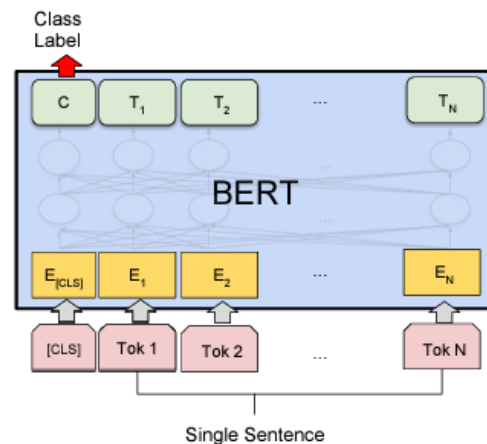 Class
Label
C T1 T2 ... TN
...
BERT
...
E[CLS] E1 E2 ... EN
[CLS] Tok 1 Tok 2 ... Tok N
Single Sentence